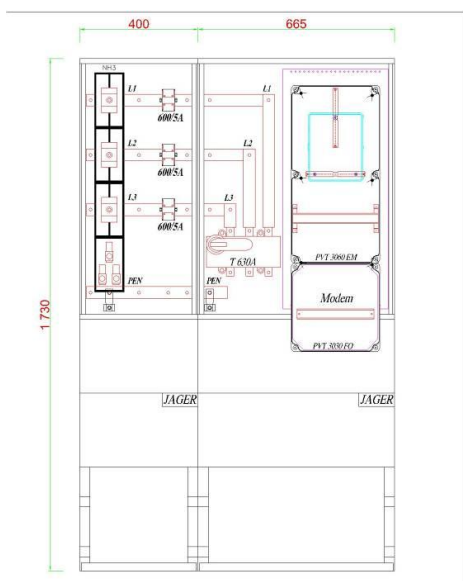 400
665
NH3
L1
L1
600/5A
L2
L2
600/5A
L3
L3
600/5A
T 630A
PVT 3060 EM
PEN
PEN
Modem
PVT 3030 FO
1 730
JAGER
JAGER